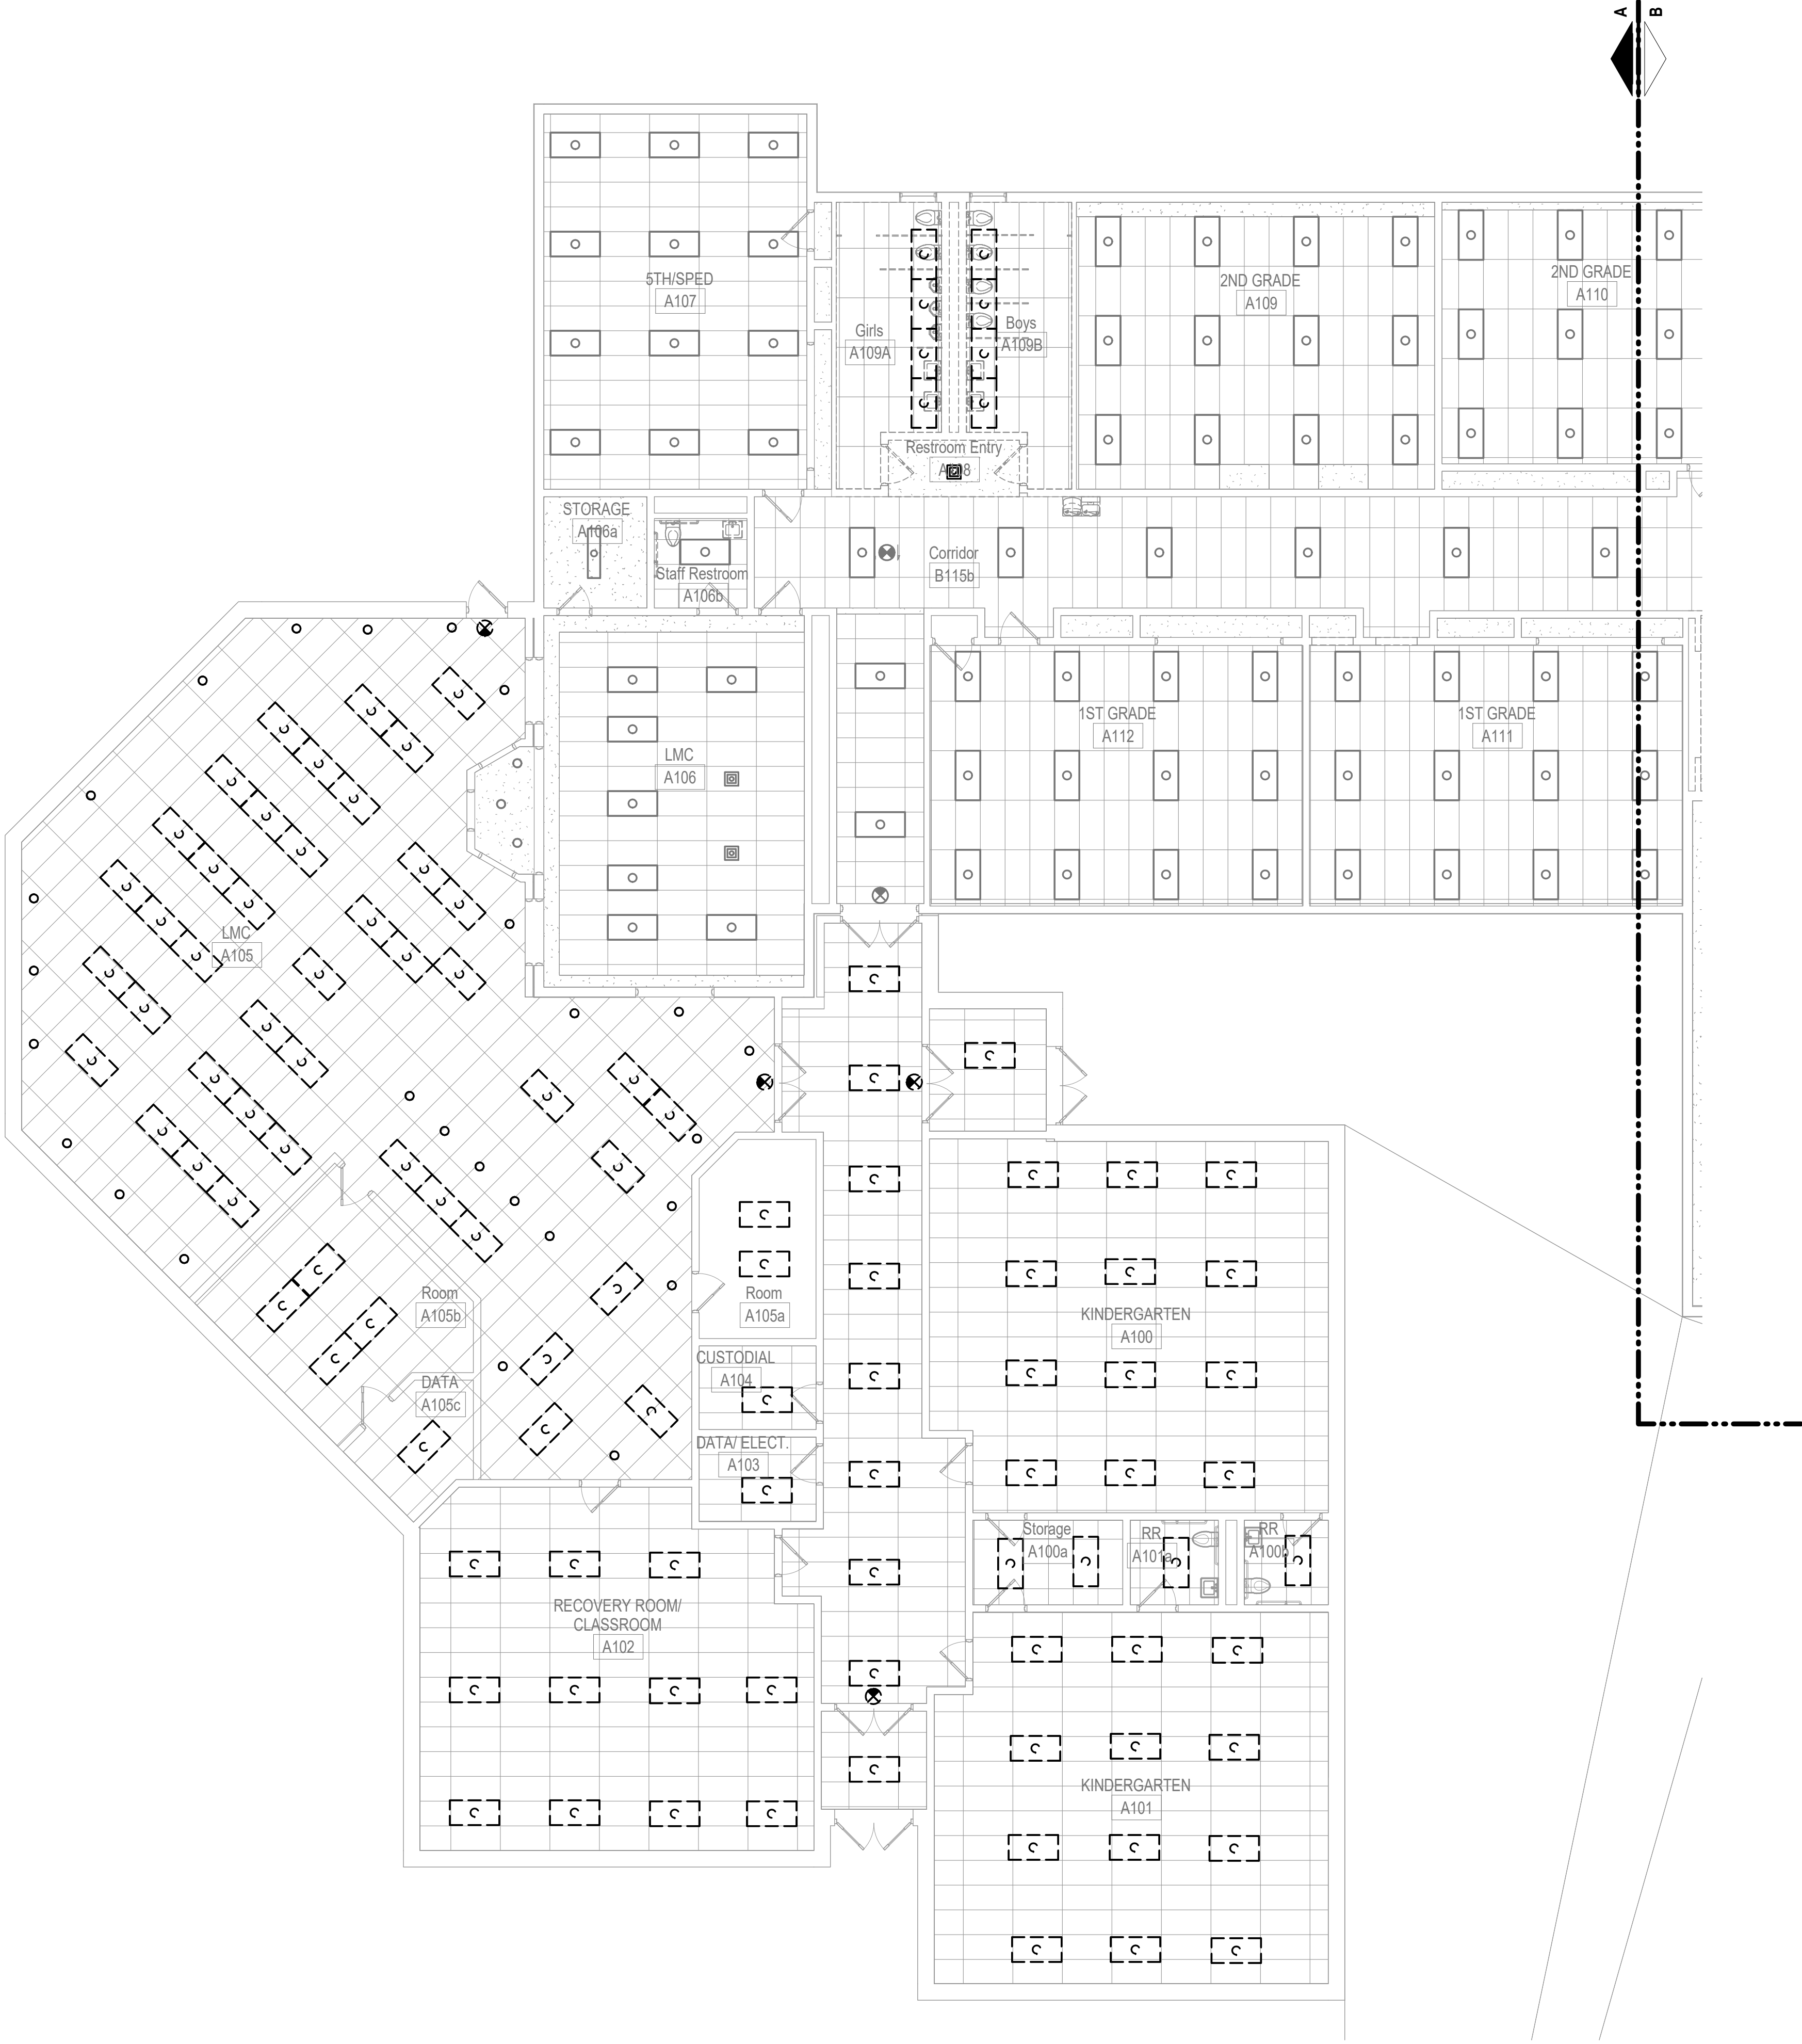 A
B
5TH/SPED
A107
2ND GRADE
A109
2ND GRADE
A110
Girls
A109A
Boys
A109B
Restroom Entry
STORAGE
A106a
Staff Restroom
A106b
Corridor
B115b
LMC
A106
1ST GRADE
A112
1ST GRADE
A111
LMC
A105
Room
A105b
Room
A105a
KINDERGARTEN
A100
CUSTODIAL
A104
DATA
A105c
DATA/ ELECT.
A103
Storage
A100a
RR
A101a
RR
A100b
RECOVERY ROOM/
CLASSROOM
A102
KINDERGARTEN
A101